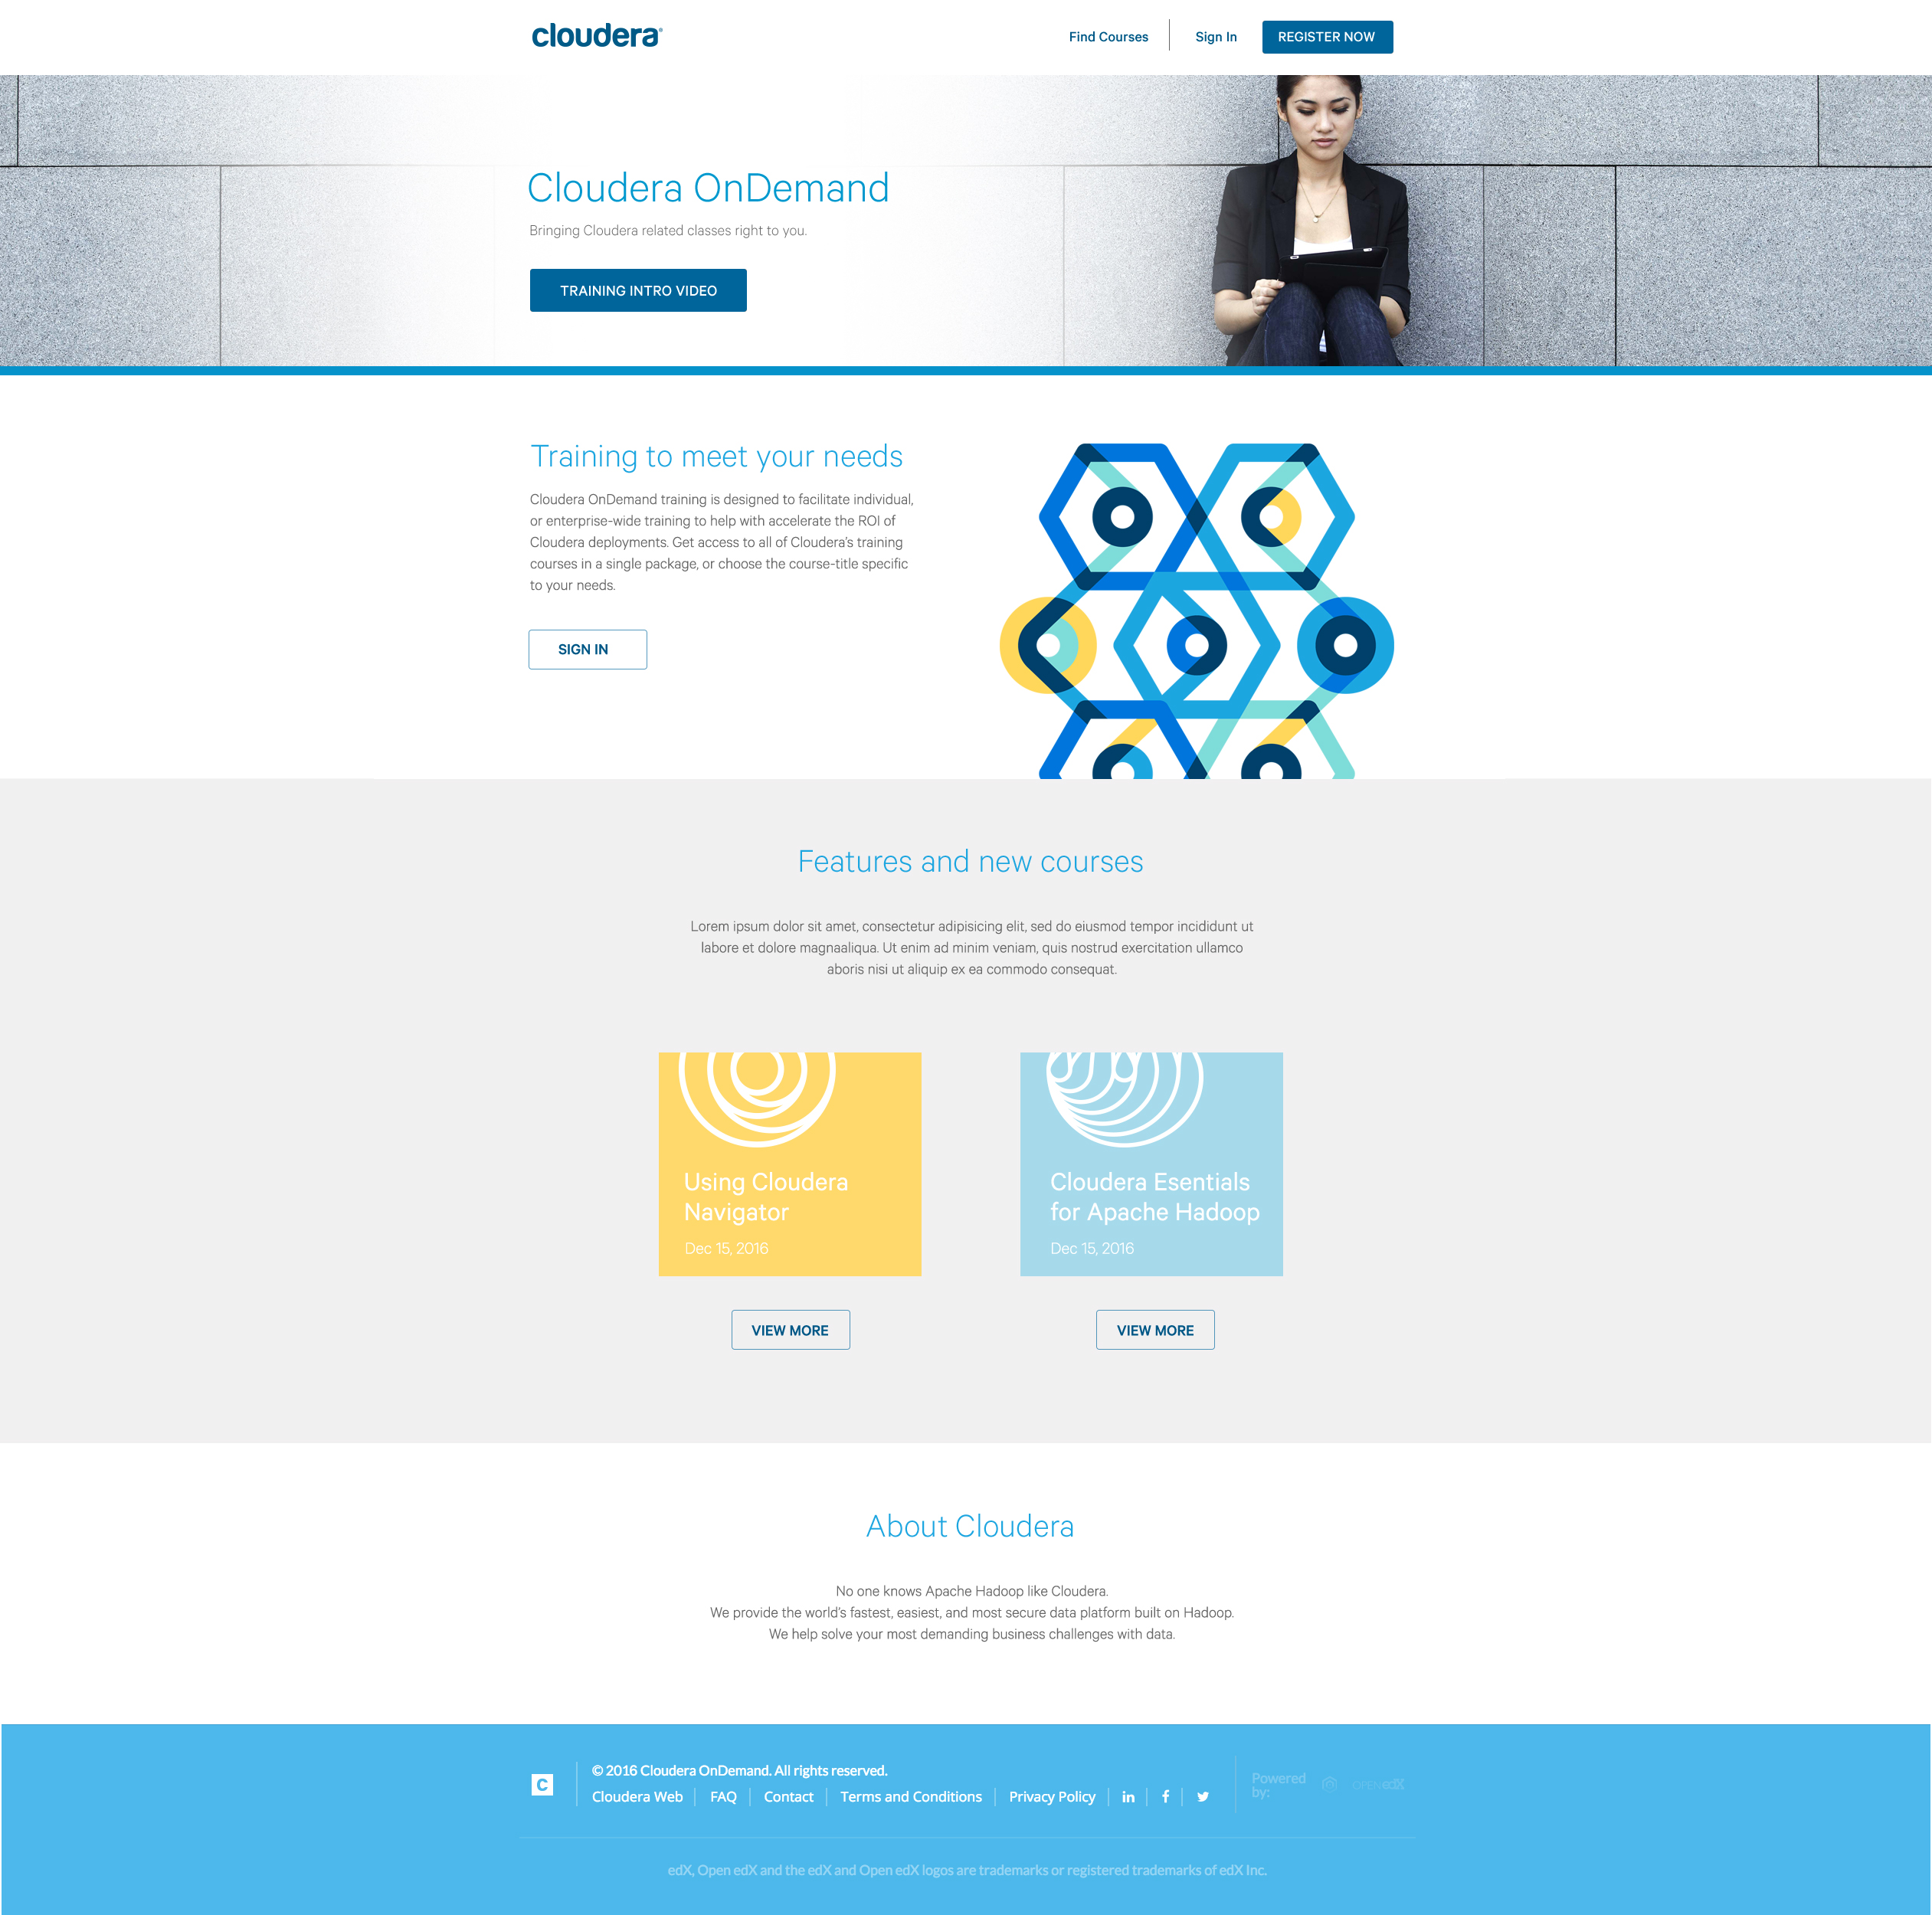 cloudera
Find Courses
Sign In
REGISTER NOW
Cloudera OnDemand
Bringing Cloudera related classes right to you.
TRAINING INTRO VIDEO
Training to meet your needs
Cloudera OnDemand training is designed to facilitate individual,
or enterprise-wide training to help with accelerate the ROI of
Cloudera deployments. Get access to all of Cloudera's training
courses in a single package, or choose the course-title specific
to your needs.
SIGN IN
Features and new courses
Lorem ipsum dolor sit amet, consectetur adipisicing elit, sed do eiusmod tempor incididunt ut
labore et dolore magnaaliqua. Ut enim ad minim veniam, quis nostrud exercitation ullamco
aboris nisi ut aliquip ex ea commodo consequat.
Using Cloudera
Navigator
Dec 15, 2016
VIEW MORE
Cloudera Esentials
for Apache Hadoop
Dec 15, 2016
VIEW MORE
About Cloudera
No one knows Apache Hadoop like Cloudera.
We provide the world's fastest, easiest, and most secure data platform built on Hadoop.
We help solve your most demanding business challenges with data.
C
© 2016 Cloudera OnDemand. All rights reserved.
Cloudera Web | FAQ | Contact | Terms and Conditions | Privacy Policy | in | f
Powered
by:
OPEN edX
edX, Open edX and the edX and Open edX logos are trademarks or registered trademarks of edX Inc.